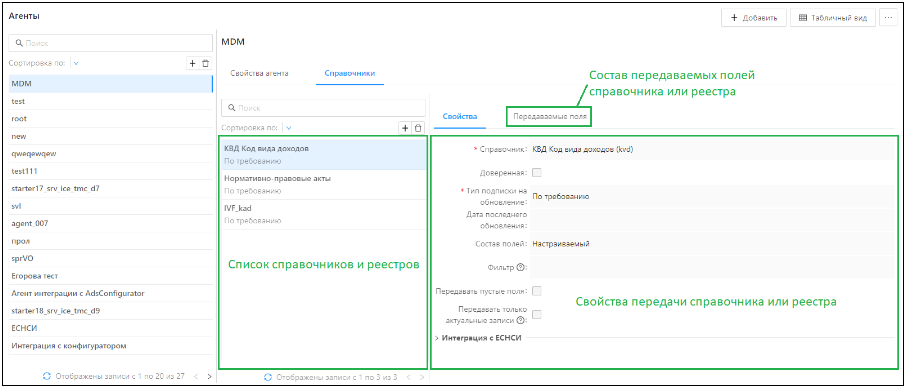 Агенты
Добавить
Табличный вид
Поиск
Сортировка по:
MDM
test
root
new
qweqewqew
test111
starter17_srv_ice_tmc_d7
svl
agent_007
прол
sprVO
Егорова тест
Агент интеграции с AdsConfigurator
starter18_srv_ice_tmc_d9
ЕСНСИ
Интеграция с конфигуратором
Отображены записи с 1 по 20 из 27
MDM
Свойства агента
Справочники
Поиск
Сортировка по:
КВД Код вида доходов
По требованию
Нормативно-правовые акты
По требованию
IVF_kad
По требованию
Список справочников и реестров
Отображены записи с 1 по 3 из 3
Состав передаваемых полей
справочника или реестра
Свойства
Передаваемые поля
* Справочник: КВД Код вида доходов (kvd)
Доверенная:
* Тип подписки на
обновление: По требованию
Дата последнего
обновления:
Состав полей: Настраиваемый
Фильтр ?:
Передавать пустые поля:
Свойства передачи справочника или реестра
Передавать только
актуальные записи ?:
> Интеграция с ЕСНСИ